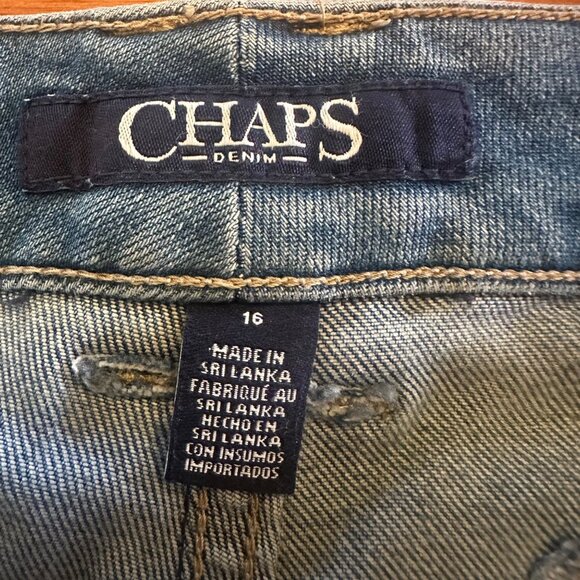 CHAPS
DENIM
16
MADE IN
SRI LANKA
FABRIQUÉ AU
SRI LANKA
HECHO EN
SRI LANKA
CON INSUMOS
IMPORTADOS